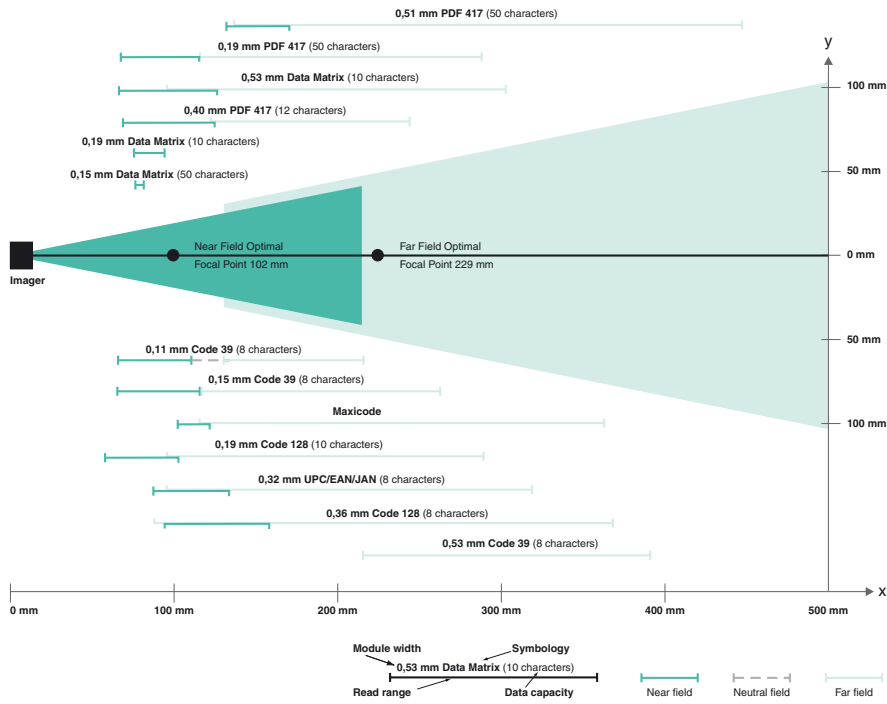 0,51 mm PDF 417 (50 characters)
0,19 mm PDF 417 (50 characters)
0,53 mm Data Matrix (10 characters)
0,40 mm PDF 417 (12 characters)
0,19 mm Data Matrix (10 characters)
0,15 mm Data Matrix (50 characters)
y
100 mm
50 mm
0 mm
50 mm
100 mm
Near Field Optimal
Focal Point 102 mm
Far Field Optimal
Focal Point 229 mm
Imager
0,11 mm Code 39 (8 characters)
0,15 mm Code 39 (8 characters)
Maxicode
0,19 mm Code 128 (10 characters)
0,32 mm UPC/EAN/JAN (8 characters)
0,36 mm Code 128 (8 characters)
0,53 mm Code 39 (8 characters)
x
0 mm
100 mm
200 mm
300 mm
400 mm
500 mm
Module width
Symbology
0,53 mm Data Matrix (10 characters)
Read range
Data capacity
Near field
Neutral field
Far field